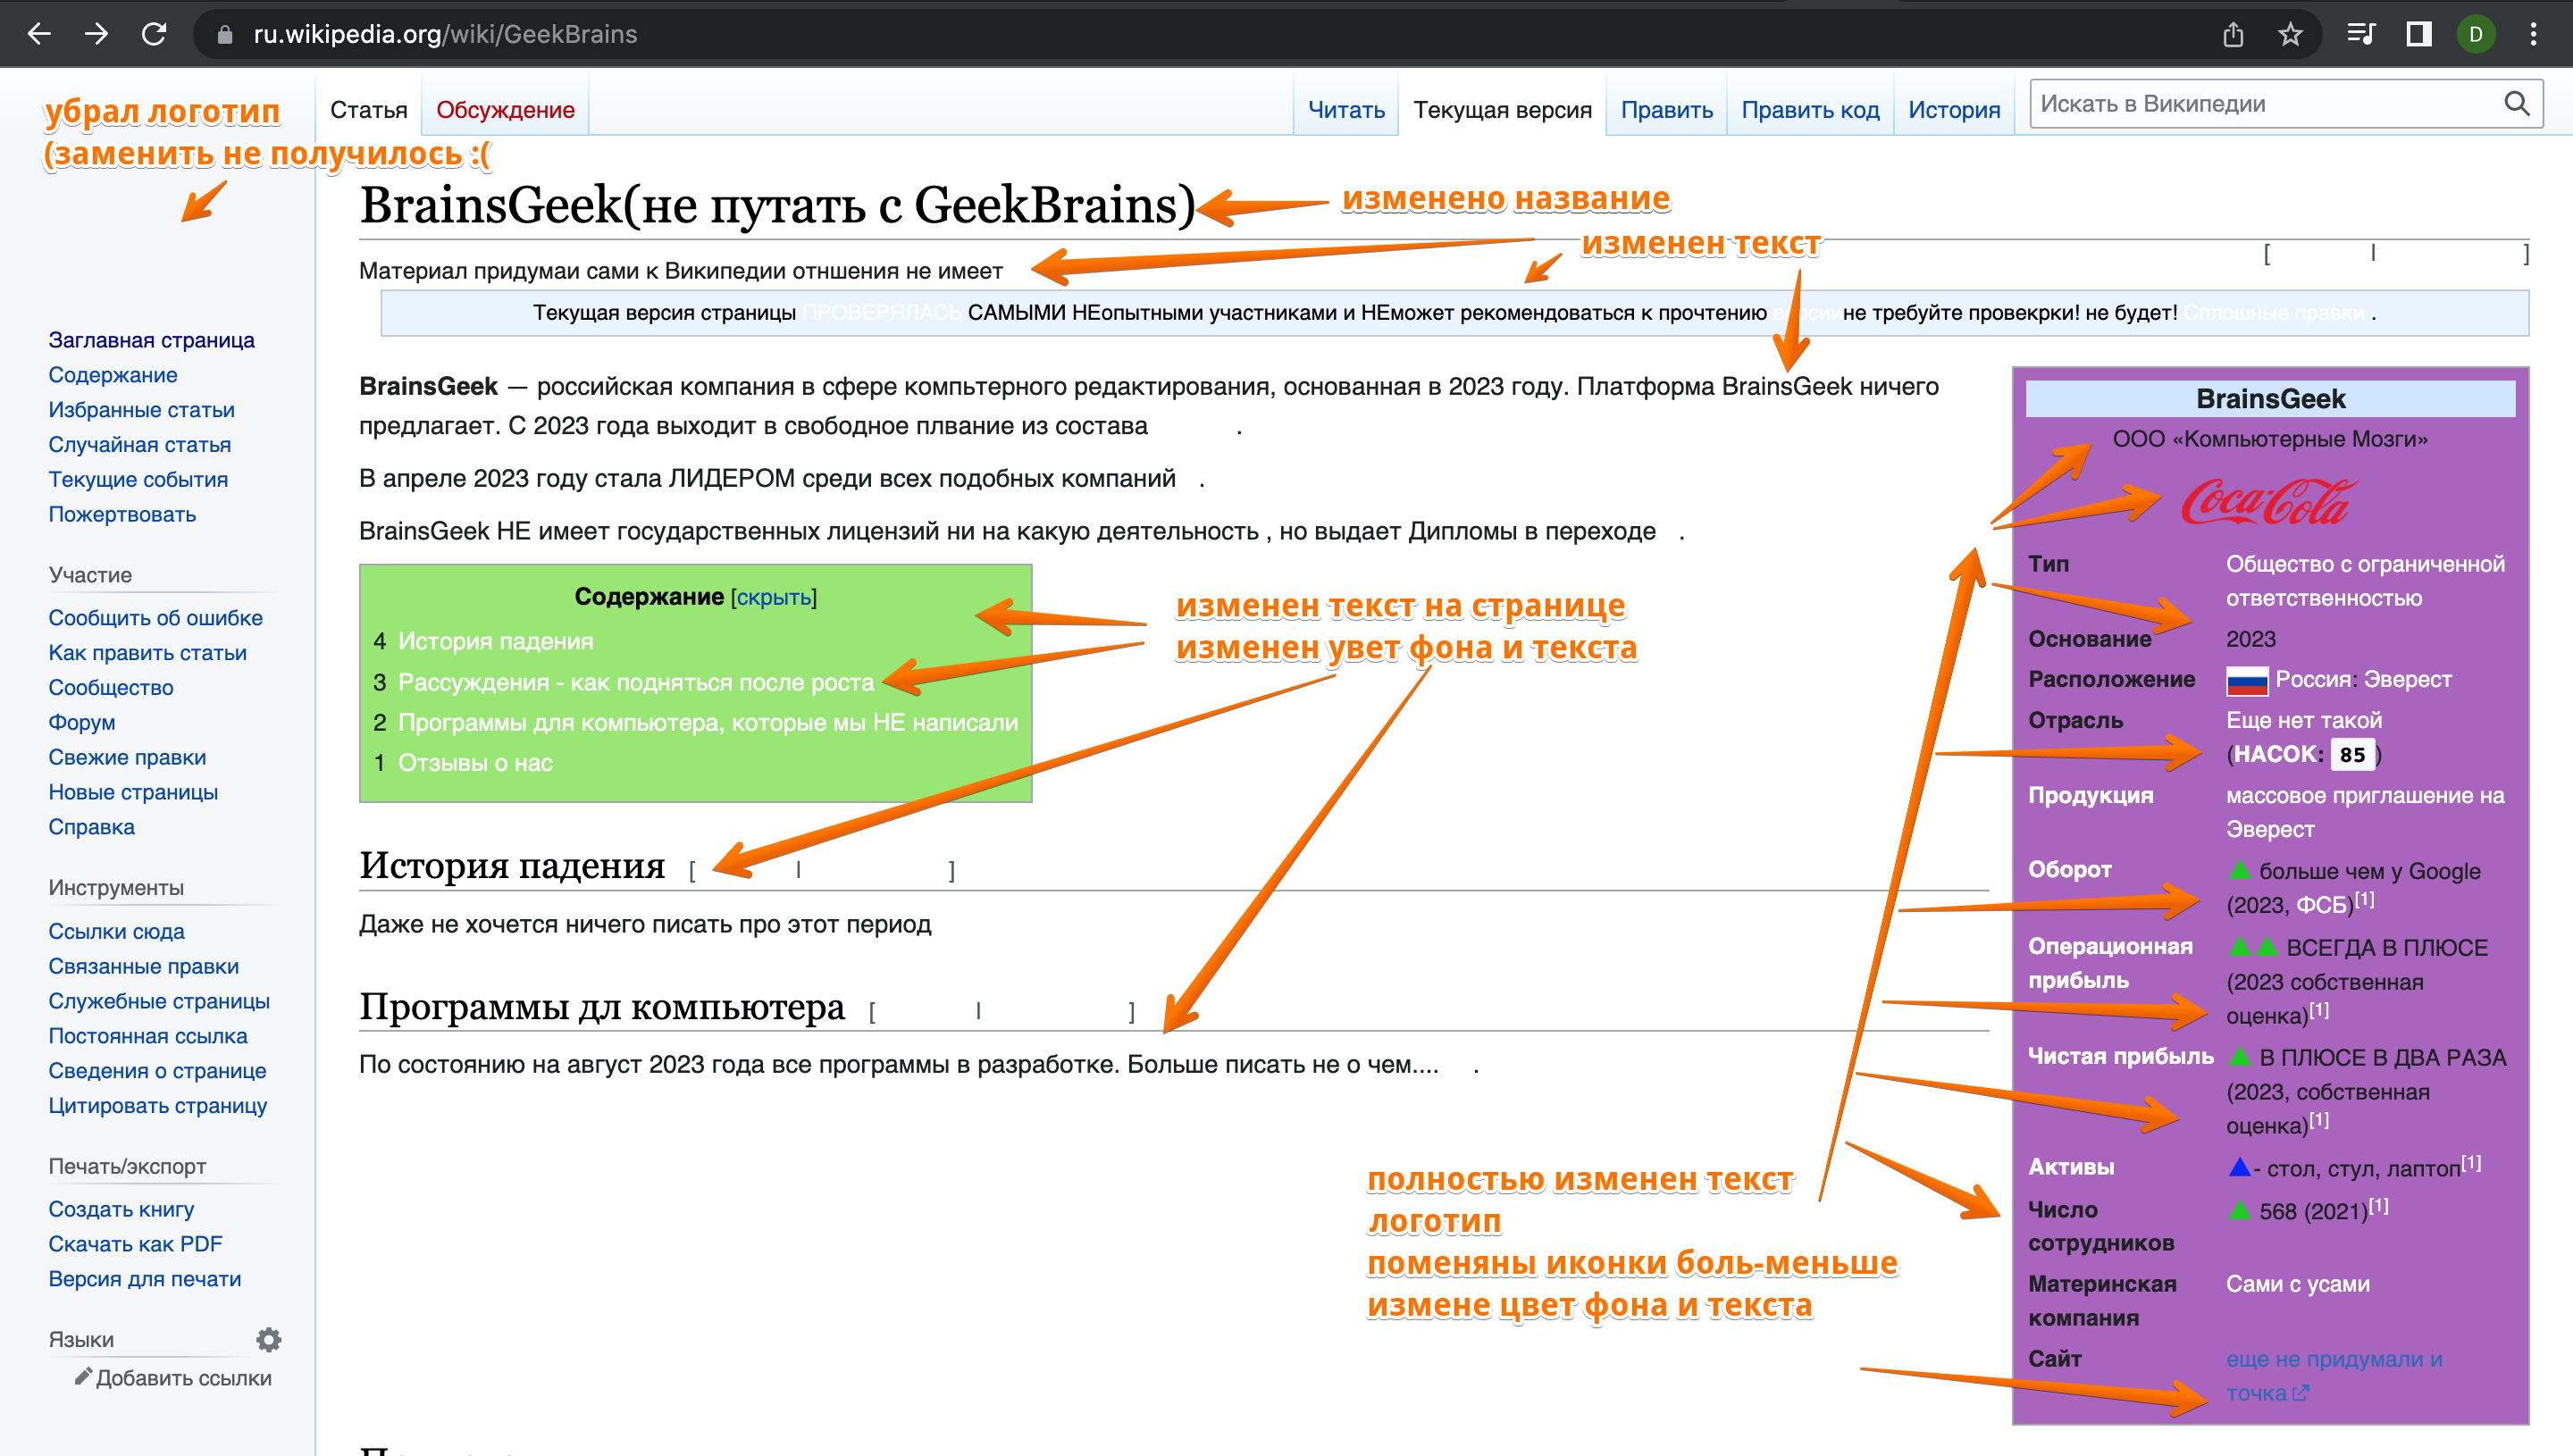 ru.wikipedia.org/wiki/GeekBrains
D
убрал логотип
(заменить не получилось :(
Статья
Обсуждение
Читать
Текущая версия
Править
Править код
История
Искать в Википедии
BrainsGeek(не путать с GeekBrains)
изменено название
изменен текст
[ | ]
Материал придумаи сами к Википедии отншения не имеет
Текущая версия страницы ПРОВЕРЯЛАСЬ САМЫМИ НЕопытными участниками и НЕможет рекомендоваться к прочтению версии не требуйте провекрки! не будет! Сплошные правки .
Заглавная страница
Содержание
Избранные статьи
Случайная статья
Текущие события
Пожертвовать
Участие
Сообщить об ошибке
Как править статьи
Сообщество
Форум
Свежие правки
Новые страницы
Справка
Инструменты
Ссылки сюда
Связанные правки
Служебные страницы
Постоянная ссылка
Сведения о странице
Цитировать страницу
Печать/экспорт
Создать книгу
Скачать как PDF
Версия для печати
Языки
Добавить ссылки
BrainsGeek — российская компания в сфере компьтерного редактирования, основанная в 2023 году. Платформа BrainsGeek ничего
предлагает. С 2023 года выходит в свободное плвание из состава .
В апреле 2023 году стала ЛИДЕРОМ среди всех подобных компаний .
BrainsGeek НЕ имеет государственных лицензий ни на какую деятельность , но выдает Дипломы в переходе .
Содержание [скрыть]
4 История падения
3 Рассуждения - как подняться после роста
2 Программы для компьютера, которые мы НЕ написали
1 Отзывы о нас
изменен текст на странице
изменен увет фона и текста
История падения [ | ]
Даже не хочется ничего писать про этот период
Программы дл компьютера [ | ]
По состоянию на август 2023 года все программы в разработке. Больше писать не о чем.... .
полностью изменен текст
логотип
поменяны иконки боль-меньше
измене цвет фона и текста
BrainsGeek
ООО «Компьютерные Мозги»
Coca-Cola
Тип Общество с ограниченной
ответственностью
Основание 2023
Расположение Россия: Эверест
Отрасль Еще нет такой
(НАСОК: 85 )
Продукция массовое приглашение на
Эверест
Оборот ▲ больше чем у Google
(2023, ФСБ)[1]
Операционная ▲▲ ВСЕГДА В ПЛЮСЕ
прибыль (2023 собственная
оценка)[1]
Чистая прибыль ▲ В ПЛЮСЕ В ДВА РАЗА
(2023, собственная
оценка)[1]
Активы ▲- стол, стул, лаптоп[1]
Число ▲ 568 (2021)[1]
сотрудников
Материнская Сами с усами
компания
Сайт еще не придумали и
точка